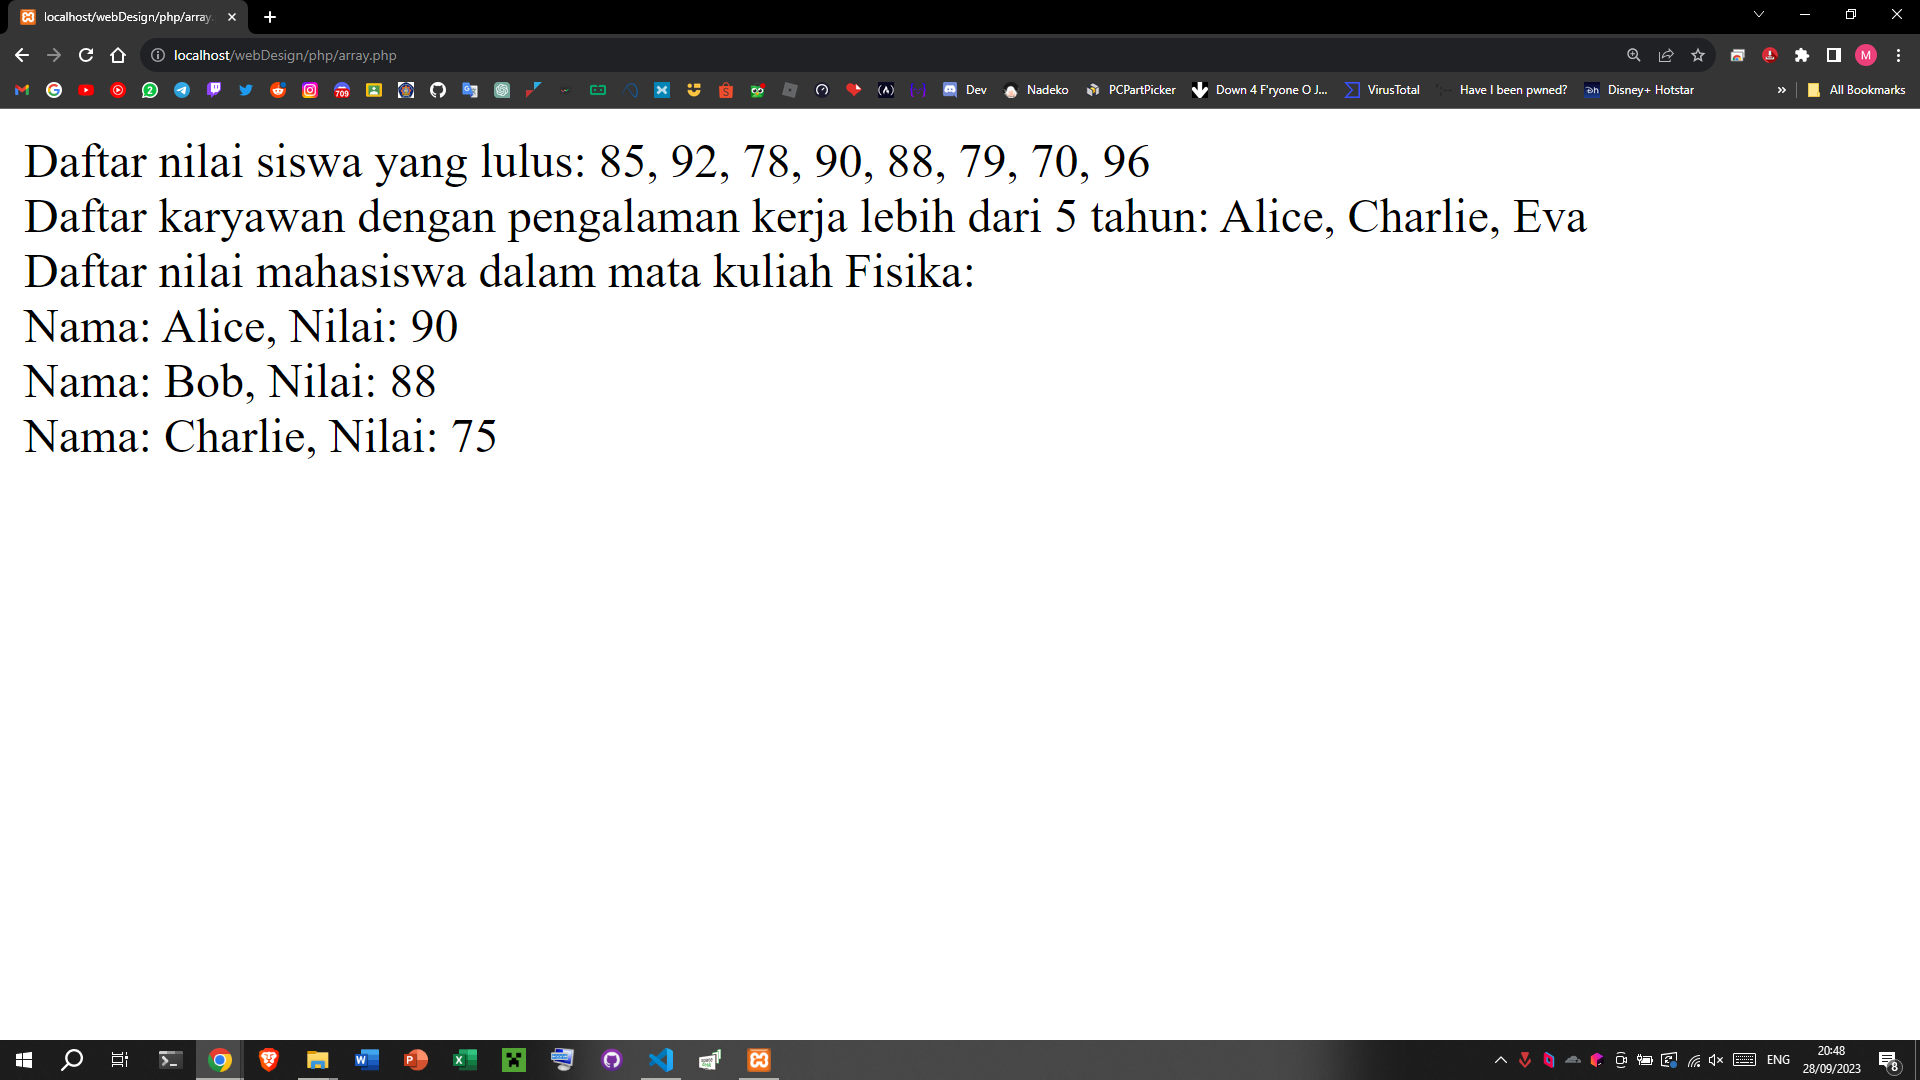 localhost/webDesign/php/array.
localhost/webDesign/php/array.php
709
Dev
Nadeko
PCPartPicker
Down 4 F'ryone O J...
VirusTotal
Have I been pwned?
Disney+ Hotstar
»
All Bookmarks
M
Daftar nilai siswa yang lulus: 85, 92, 78, 90, 88, 79, 70, 96
Daftar karyawan dengan pengalaman kerja lebih dari 5 tahun: Alice, Charlie, Eva
Daftar nilai mahasiswa dalam mata kuliah Fisika:
Nama: Alice, Nilai: 90
Nama: Bob, Nilai: 88
Nama: Charlie, Nilai: 75
ENG
20:48
28/09/2023
8